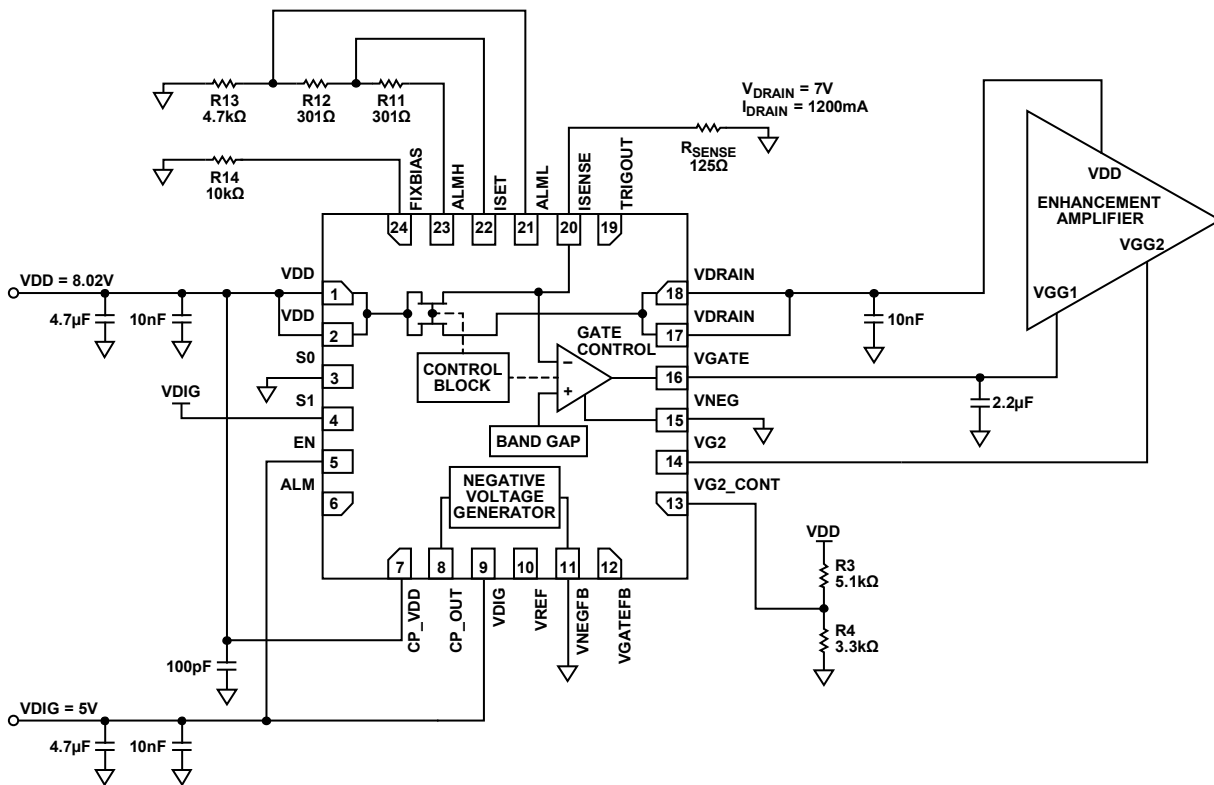 R13
4.7kΩ
R12
301Ω
R11
301Ω
R14
10kΩ
V_DRAIN = 7V
I_DRAIN = 1200mA
R_SENSE
125Ω
FIXBIAS
ALMH
ISET
ALML
ISENSE
TRIGOUT
24
23
22
21
20
19
VDD = 8.02V
4.7µF
10nF
VDD
1
VDD
2
S0
3
VDIG
S1
4
EN
5
ALM
6
CONTROL
BLOCK
GATE
CONTROL
−
+
BAND GAP
NEGATIVE
VOLTAGE
GENERATOR
VDRAIN
18
VDRAIN
17
VGATE
16
VNEG
15
VG2
14
VG2_CONT
13
10nF
2.2µF
VDD
ENHANCEMENT
AMPLIFIER
VGG2
VGG1
VDD
R3
5.1kΩ
R4
3.3kΩ
7
8
9
10
11
12
CP_VDD
CP_OUT
VDIG
VREF
VNEGFB
VGATEFB
100pF
VDIG = 5V
4.7µF
10nF